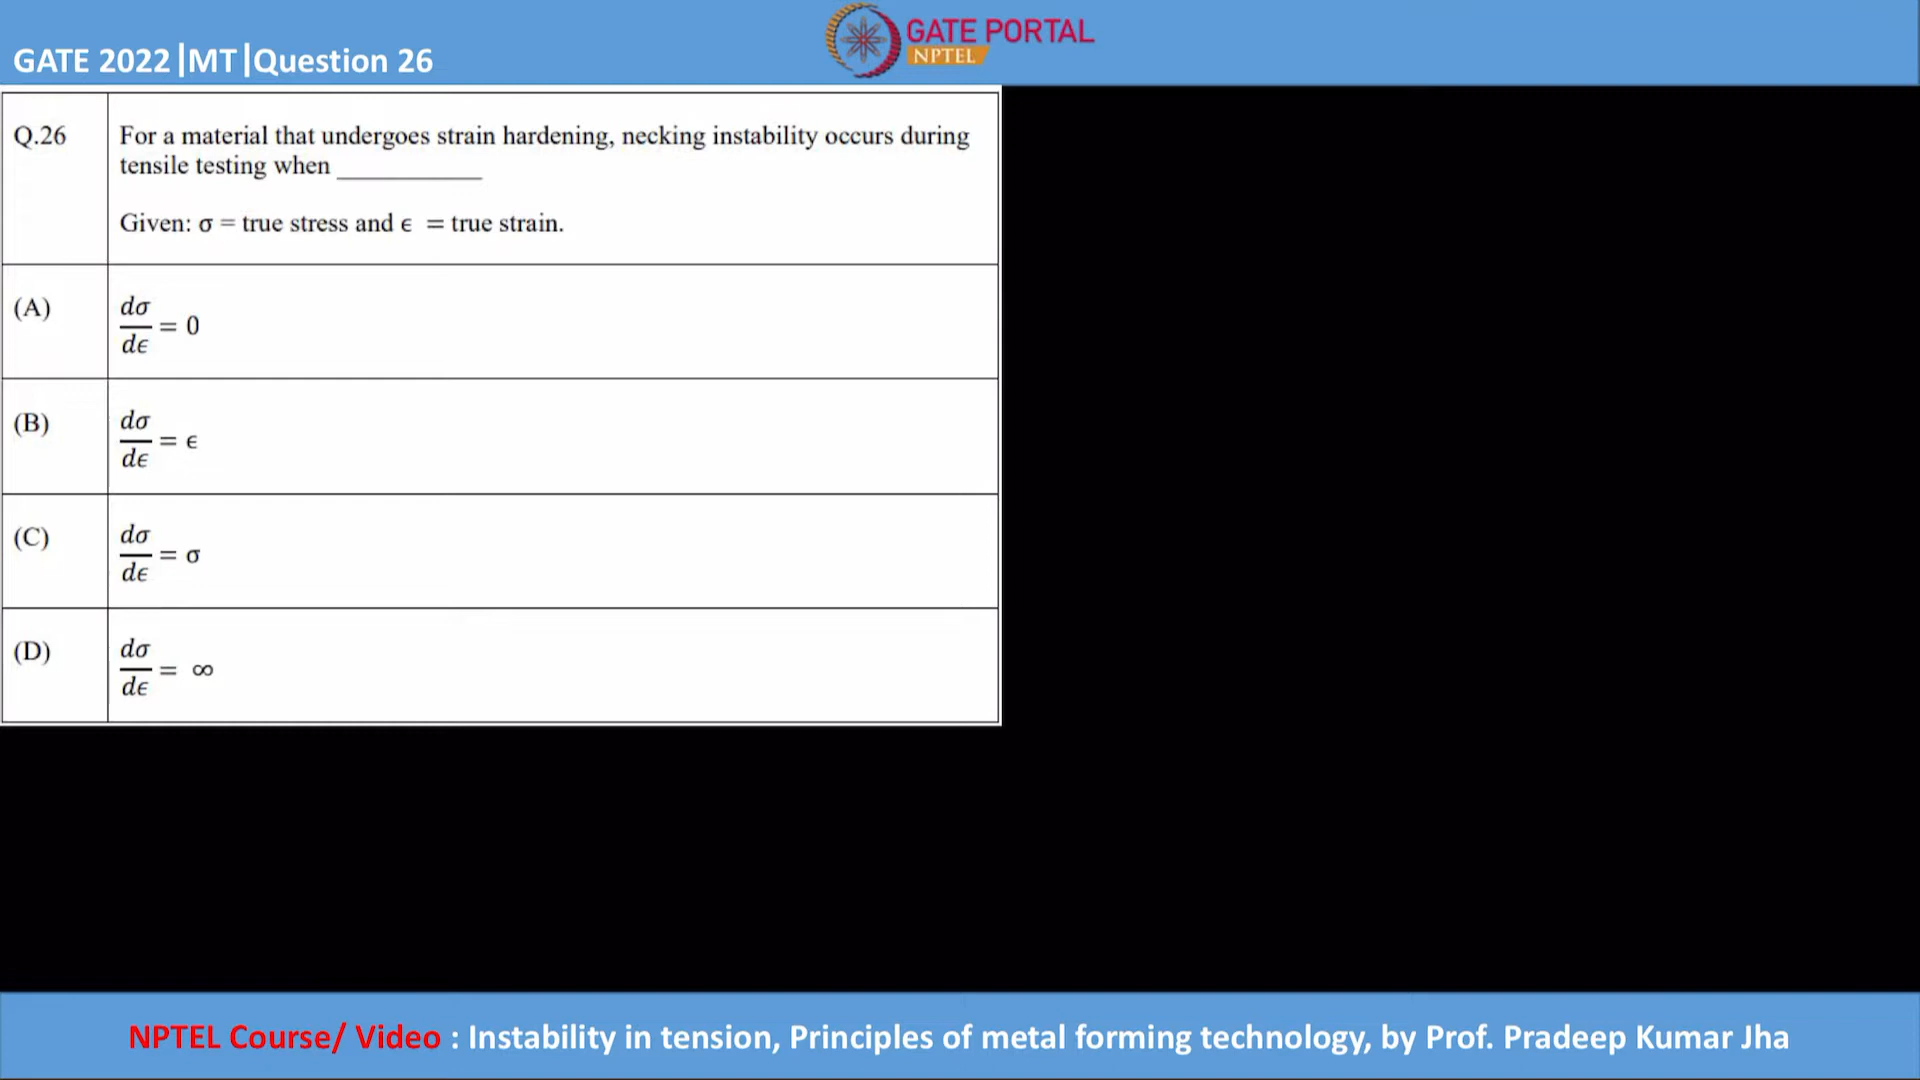 GATE PORTAL
NPTEL
GATE 2022|MT|Question 26
Q.26 For a material that undergoes strain hardening, necking instability occurs during
tensile testing when ___________
Given: σ = true stress and ϵ = true strain.
(A) dσ/dϵ = 0
(B) dσ/dϵ = ϵ
(C) dσ/dϵ = σ
(D) dσ/dϵ = ∞
NPTEL Course/ Video : Instability in tension, Principles of metal forming technology, by Prof. Pradeep Kumar Jha